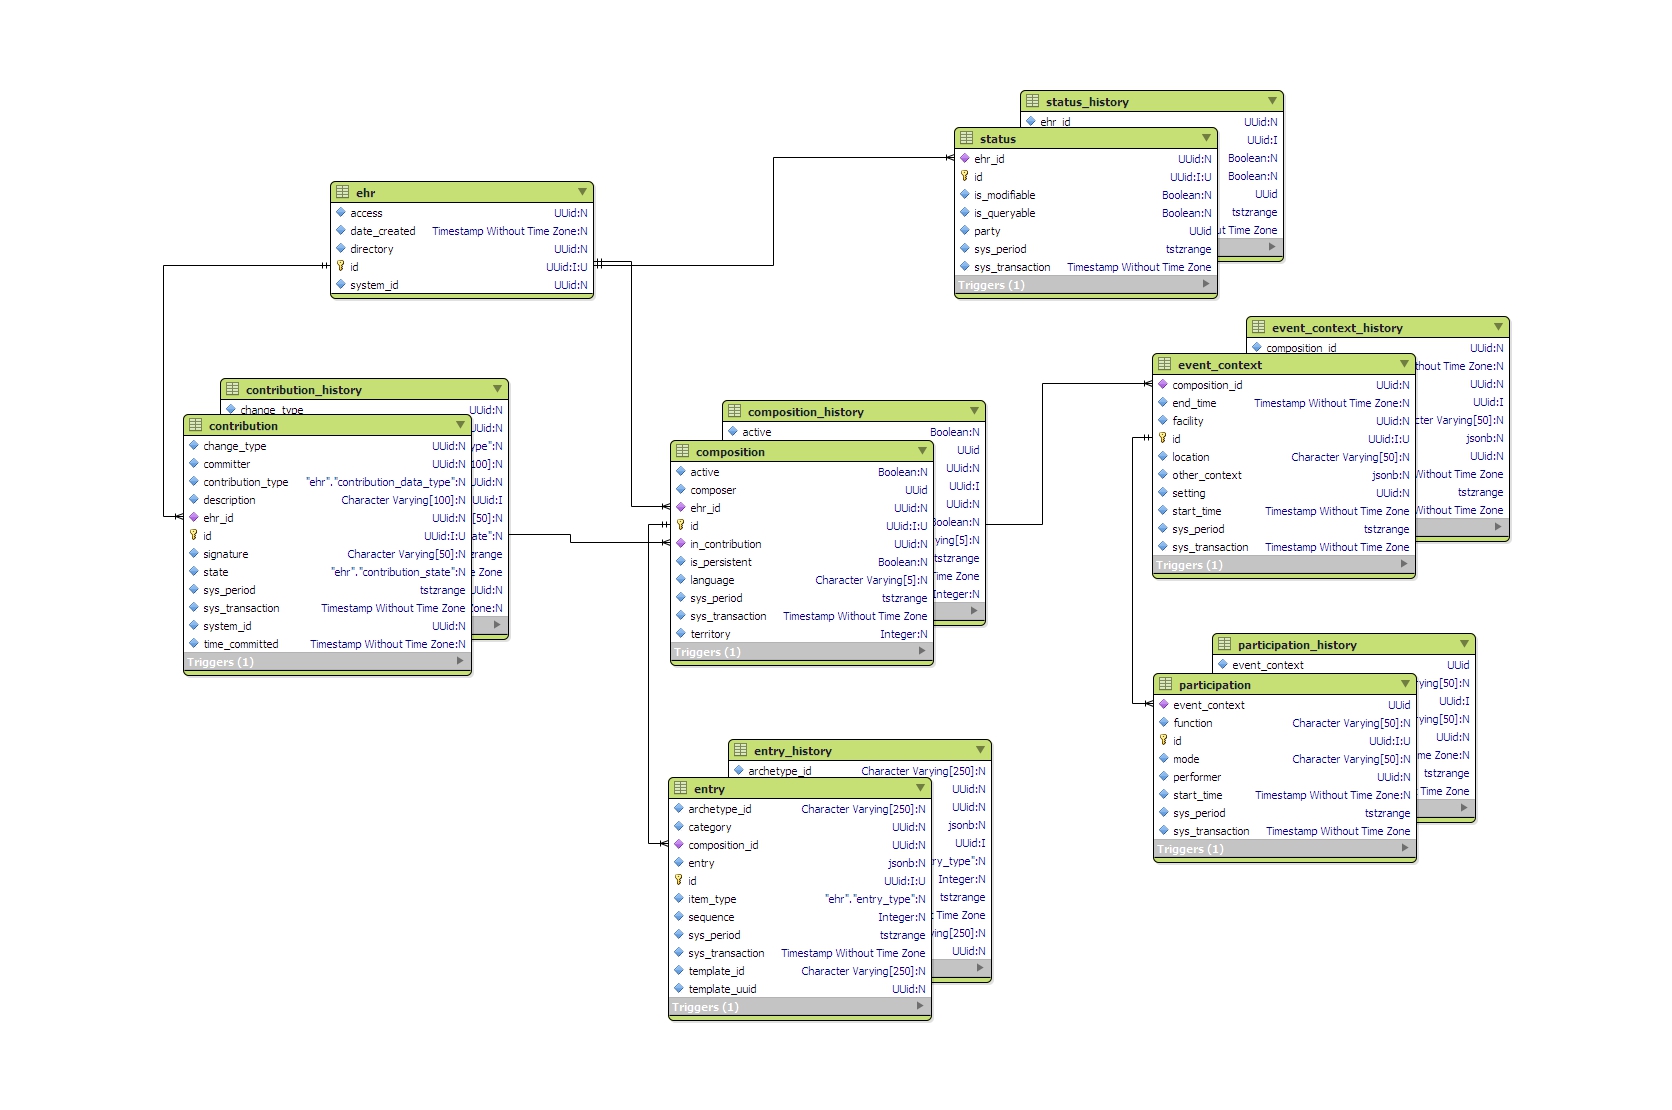 status_history
ehr_id UUid:N
UUid:I
Boolean:N
Boolean:N
UUid
tstzrange
ut Time Zone
status
ehr_id UUid:N
id UUid:I:U
is_modifiable Boolean:N
is_queryable Boolean:N
party UUid
sys_period tstzrange
sys_transaction Timestamp Without Time Zone
Triggers (1)
ehr
access UUid:N
date_created Timestamp Without Time Zone:N
directory UUid:N
id UUid:I:U
system_id UUid:N
event_context_history
composition_id UUid:N
thout Time Zone:N
UUid:N
UUid:I
cter Varying[50]:N
jsonb:N
UUid:N
Without Time Zone
tstzrange
Without Time Zone
event_context
composition_id UUid:N
end_time Timestamp Without Time Zone:N
facility UUid:N
id UUid:I:U
location Character Varying[50]:N
other_context jsonb:N
setting UUid:N
start_time Timestamp Without Time Zone
sys_period tstzrange
sys_transaction Timestamp Without Time Zone
Triggers (1)
contribution_history
change_type UUid:N
UUid:N
ype":N
100]:N
UUid:N
UUid:I
[50]:N
ate":N
zrange
e Zone
UUid:N
one:N
contribution
change_type UUid:N
committer UUid:N
contribution_type "ehr"."contribution_data_type":N
description Character Varying[100]:N
ehr_id UUid:N
id UUid:I:U
signature Character Varying[50]:N
state "ehr"."contribution_state":N
sys_period tstzrange
sys_transaction Timestamp Without Time Zone
system_id UUid:N
time_committed Timestamp Without Time Zone:N
Triggers (1)
composition_history
active Boolean:N
UUid
UUid:N
UUid:I
UUid:N
Boolean:N
ying[5]:N
tstzrange
Time Zone
Integer:N
composition
active Boolean:N
composer UUid
ehr_id UUid:N
id UUid:I:U
in_contribution UUid:N
is_persistent Boolean:N
language Character Varying[5]:N
sys_period tstzrange
sys_transaction Timestamp Without Time Zone
territory Integer:N
Triggers (1)
participation_history
event_context UUid
rying[50]:N
UUid:I
rying[50]:N
UUid:N
me Zone:N
tstzrange
t Time Zone
participation
event_context UUid
function Character Varying[50]:N
id UUid:I:U
mode Character Varying[50]:N
performer UUid:N
start_time Timestamp Without Time Zone:N
sys_period tstzrange
sys_transaction Timestamp Without Time Zone
Triggers (1)
entry_history
archetype_id Character Varying[250]:N
UUid:N
UUid:N
jsonb:N
UUid:I
ry_type":N
Integer:N
tstzrange
t Time Zone
ying[250]:N
UUid:N
entry
archetype_id Character Varying[250]:N
category UUid:N
composition_id UUid:N
entry jsonb:N
id UUid:I:U
item_type "ehr"."entry_type":N
sequence Integer:N
sys_period tstzrange
sys_transaction Timestamp Without Time Zone
template_id Character Varying[250]:N
template_uuid UUid:N
Triggers (1)